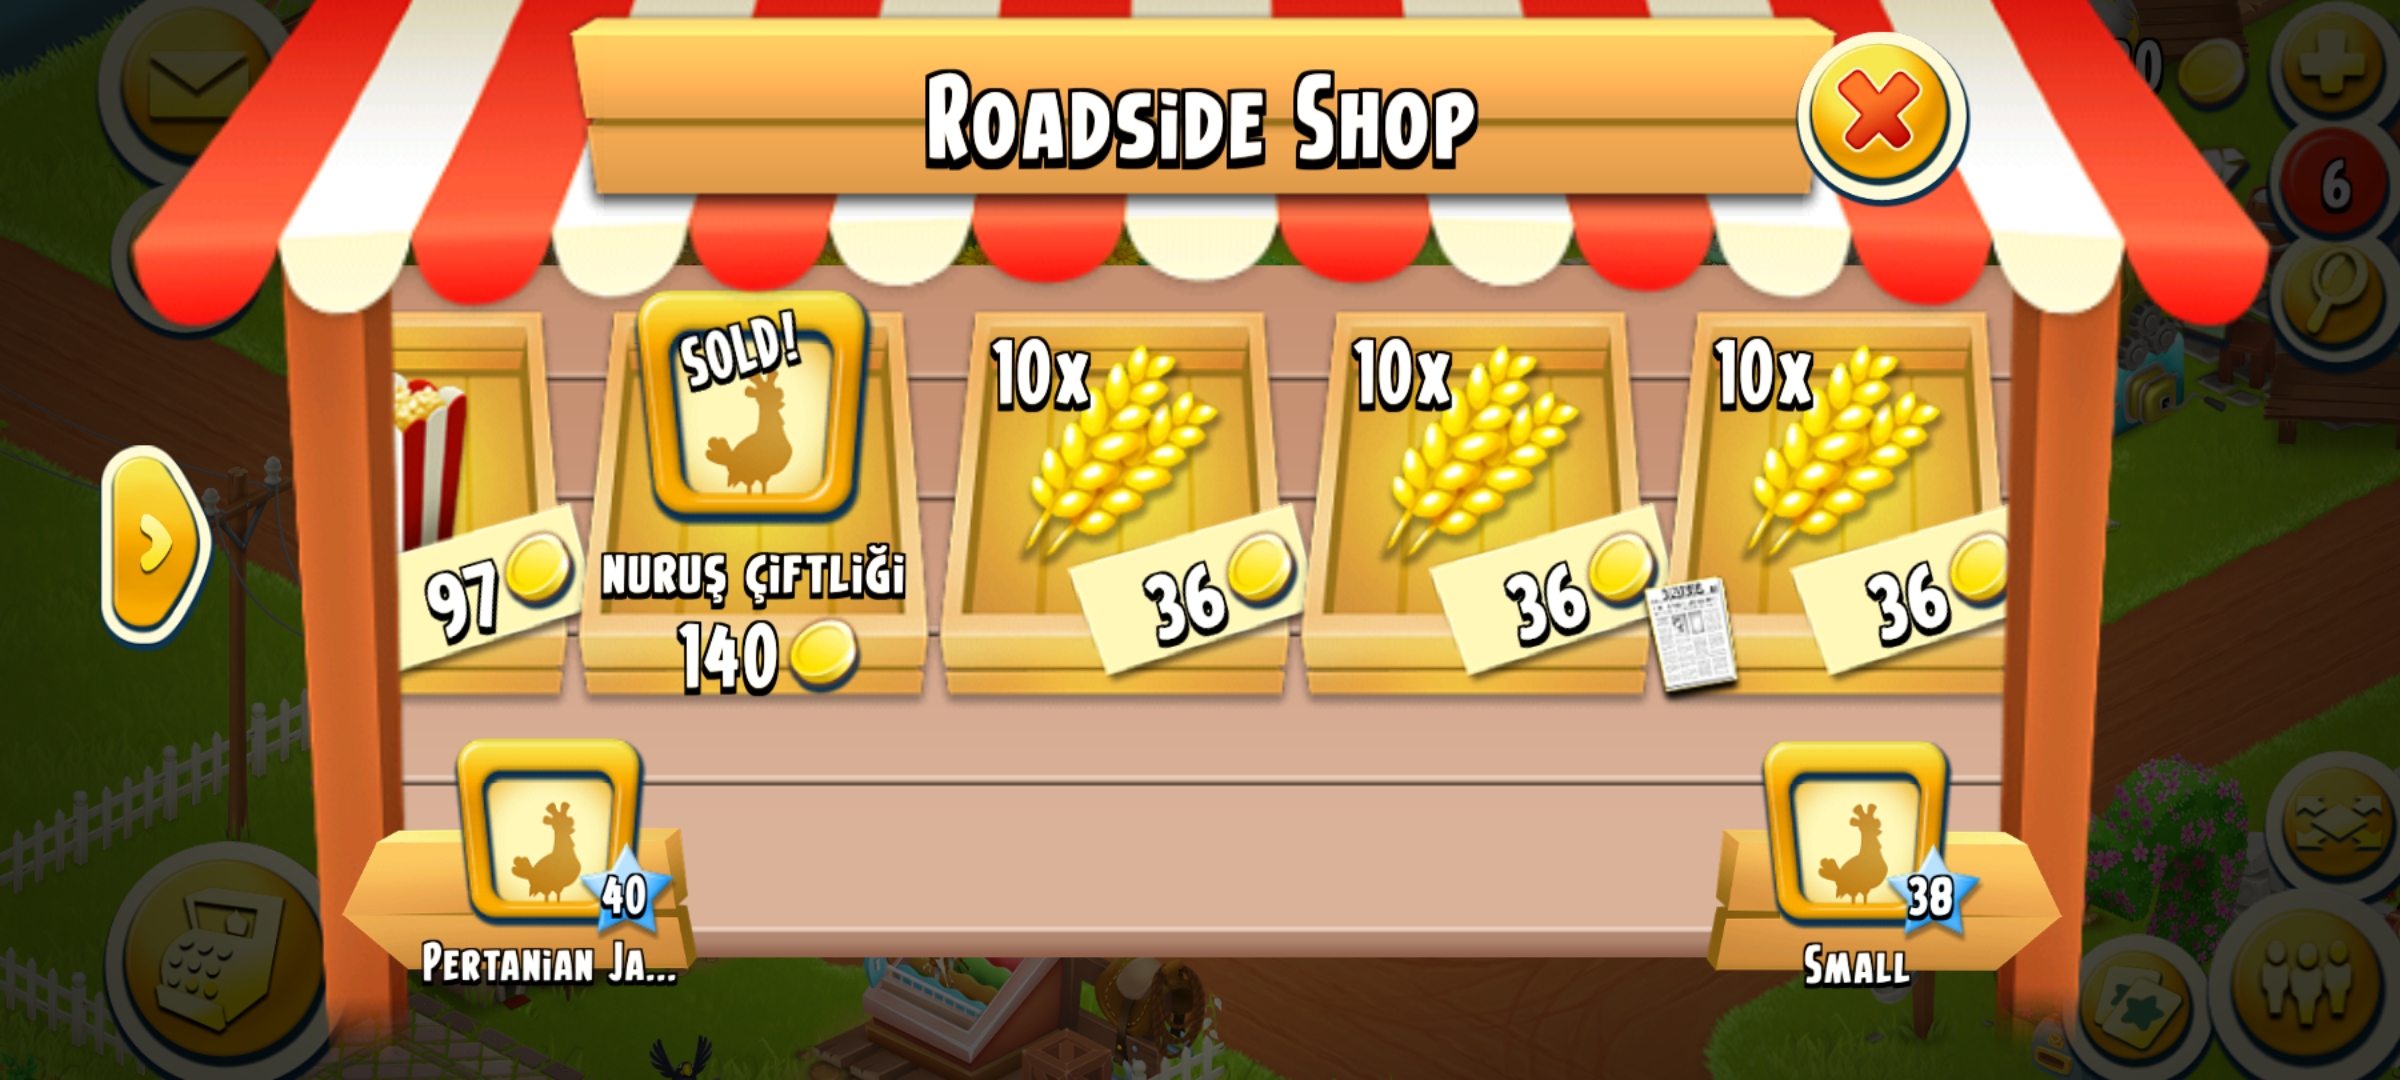 ROADSIDE SHOP
6
SOLD!
10x
10x
10x
97
NURUŞ ÇİFTLİĞİ
140
36
36
36
40
PERTANIAN JA...
38
SMALL